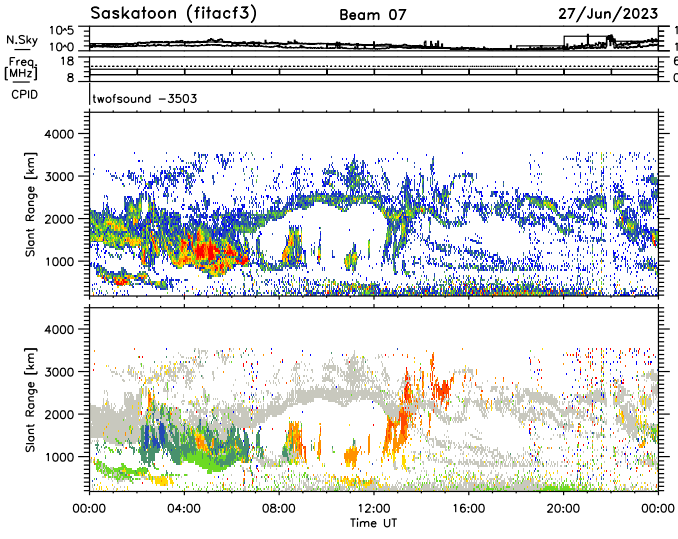 Saskatoon (fitacf3) Beam 07 27/Jun/2023
N.Sky 10^5 10^0
Freq. [MHz] 18 8
CPID twofsound -3503
Slant Range [km] 4000 3000 2000 1000
Slant Range [km] 4000 3000 2000 1000
00:00 04:00 08:00 12:00 16:00 20:00 00:00
Time UT